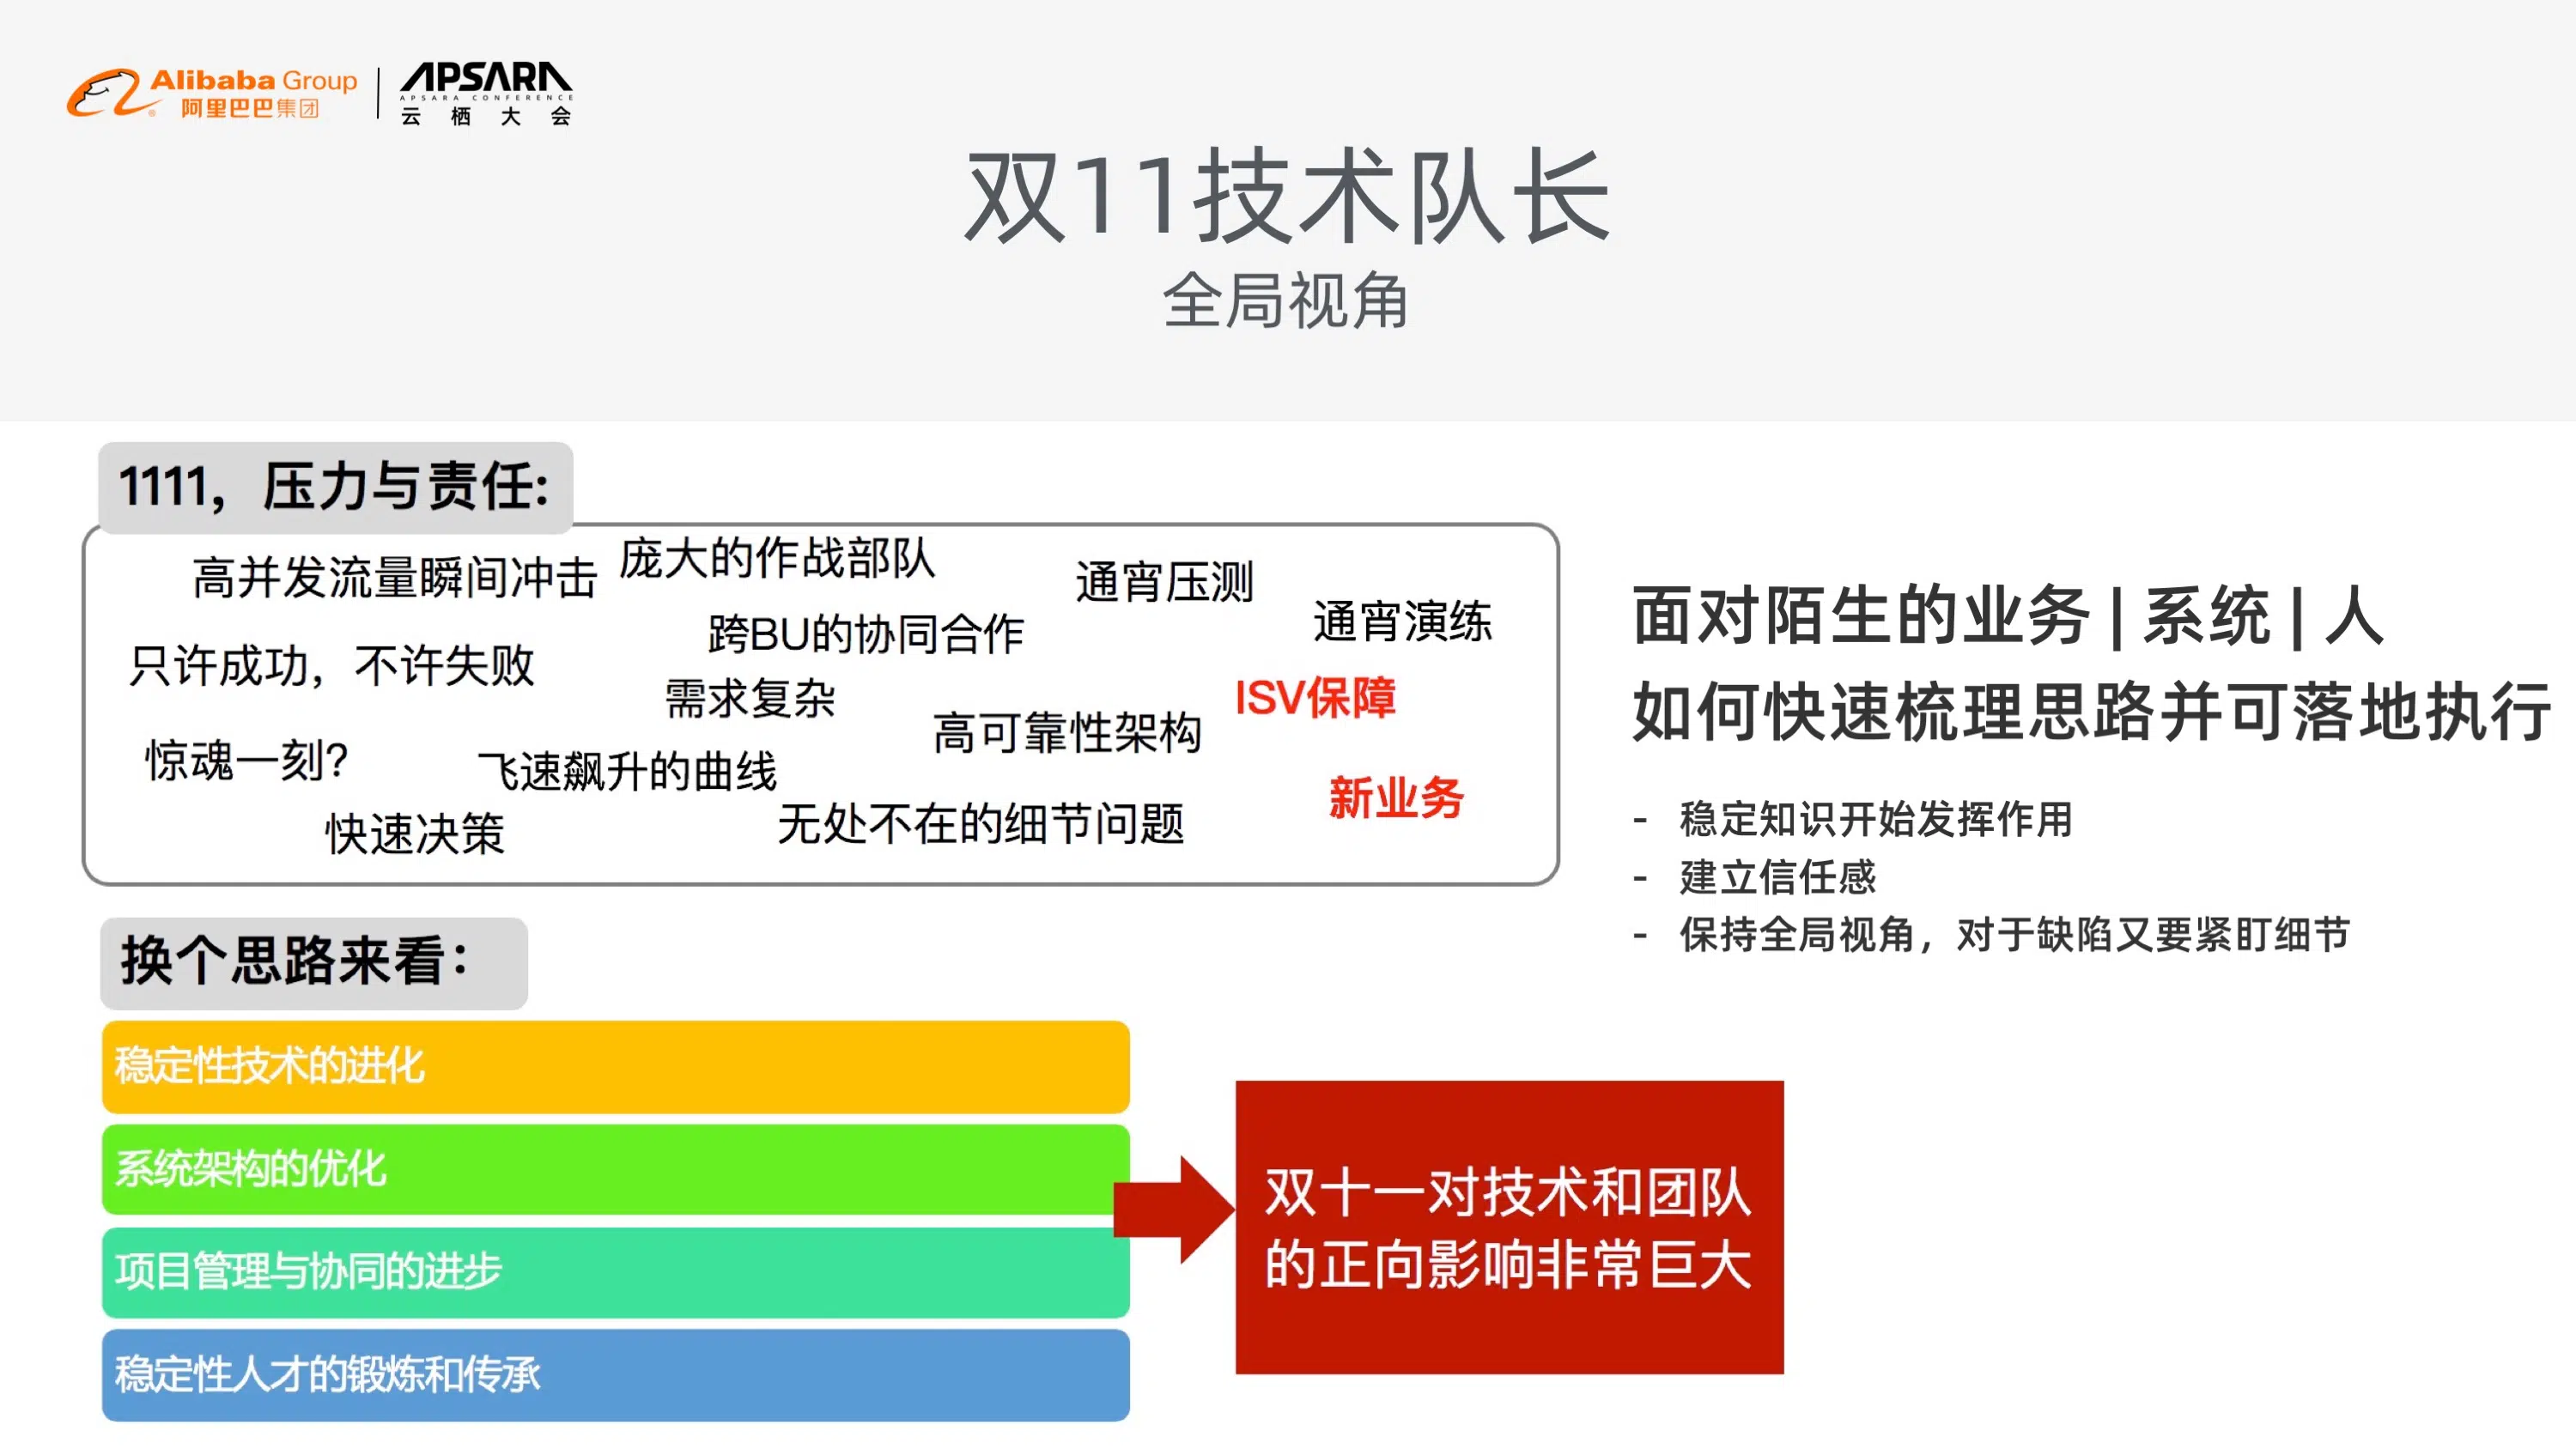 Alibaba Group
阿里巴巴集团
APSARA
APSARA CONFERENCE
云栖大会
双11技术队长
全局视角
1111，压力与责任:
高并发流量瞬间冲击
庞大的作战部队
通宵压测
通宵演练
跨BU的协同合作
只许成功，不许失败
需求复杂
ISV保障
高可靠性架构
惊魂一刻?
飞速飙升的曲线
新业务
快速决策
无处不在的细节问题
面对陌生的业务 | 系统 | 人
如何快速梳理思路并可落地执行
- 稳定知识开始发挥作用
- 建立信任感
- 保持全局视角，对于缺陷又要紧盯细节
换个思路来看：
稳定性技术的进化
系统架构的优化
项目管理与协同的进步
稳定性人才的锻炼和传承
双十一对技术和团队
的正向影响非常巨大